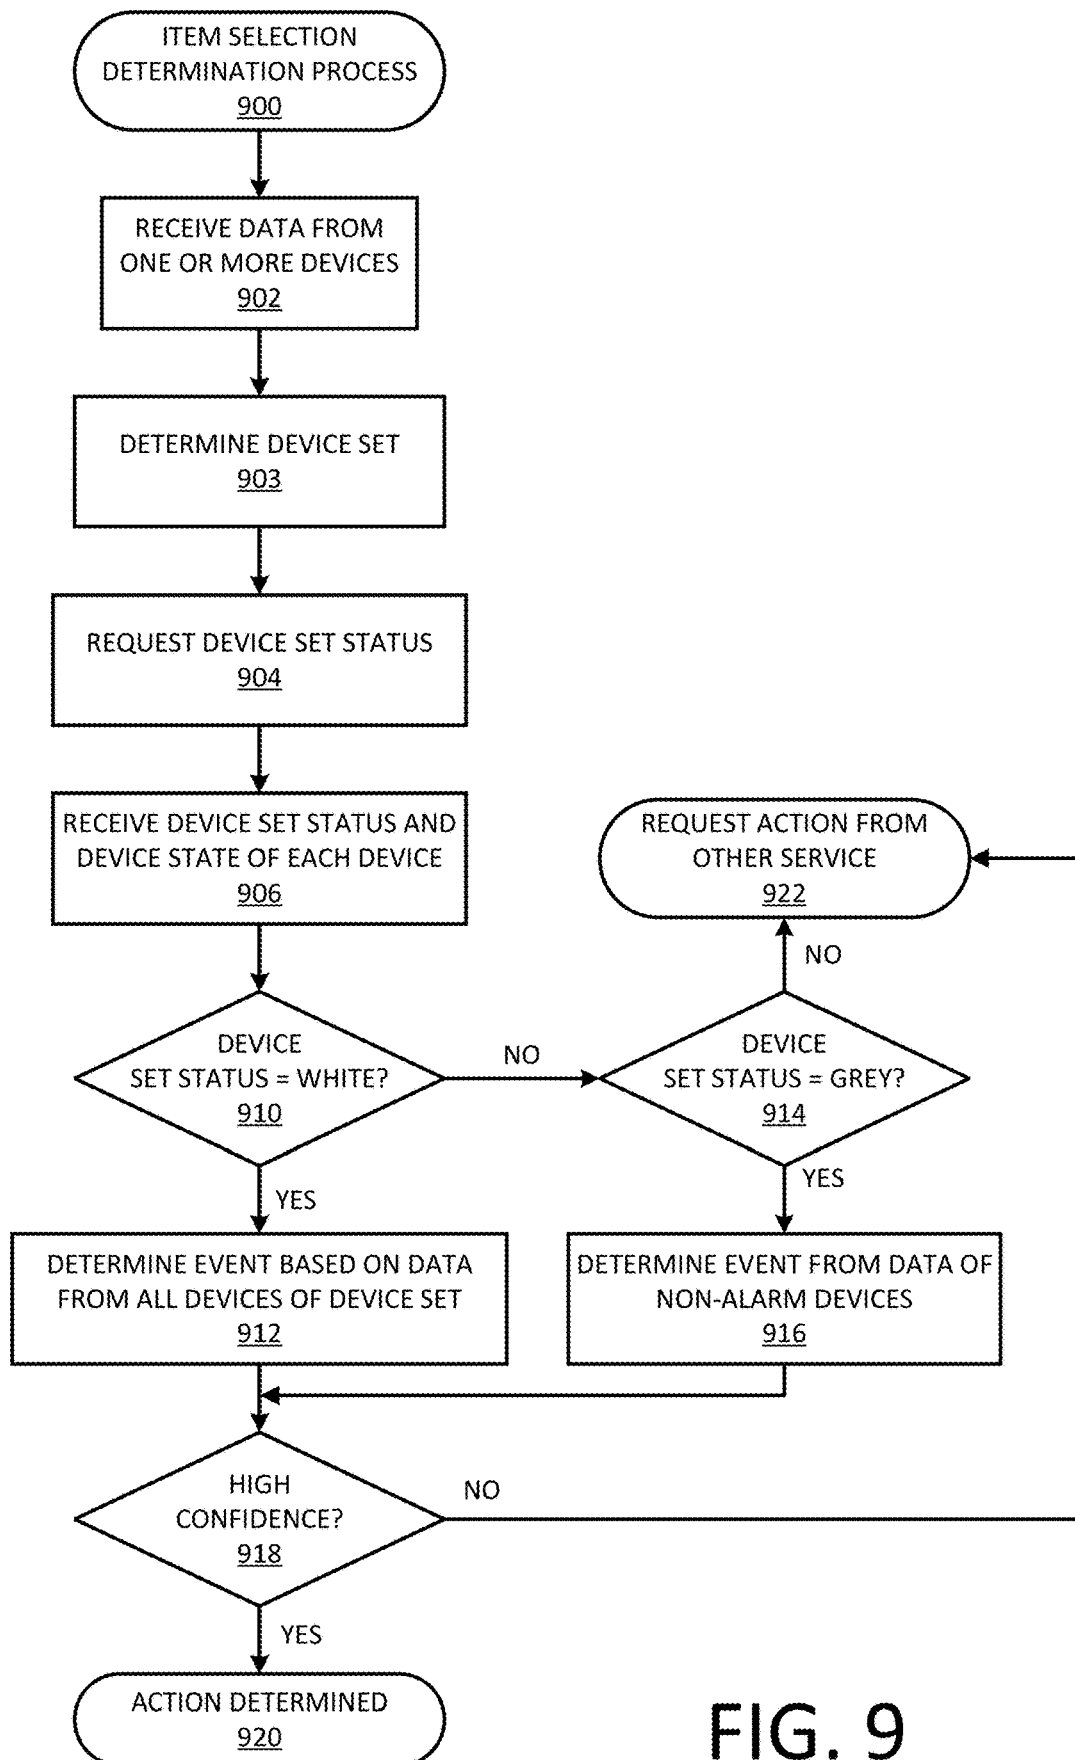 ITEM SELECTION
DETERMINATION PROCESS
900
RECEIVE DATA FROM
ONE OR MORE DEVICES
902
DETERMINE DEVICE SET
903
REQUEST DEVICE SET STATUS
904
RECEIVE DEVICE SET STATUS AND
DEVICE STATE OF EACH DEVICE
906
REQUEST ACTION FROM
OTHER SERVICE
922
NO
DEVICE
SET STATUS = WHITE?
910
NO
DEVICE
SET STATUS = GREY?
914
YES
YES
DETERMINE EVENT BASED ON DATA
FROM ALL DEVICES OF DEVICE SET
912
DETERMINE EVENT FROM DATA OF
NON-ALARM DEVICES
916
HIGH
CONFIDENCE?
918
NO
YES
ACTION DETERMINED
920
FIG. 9